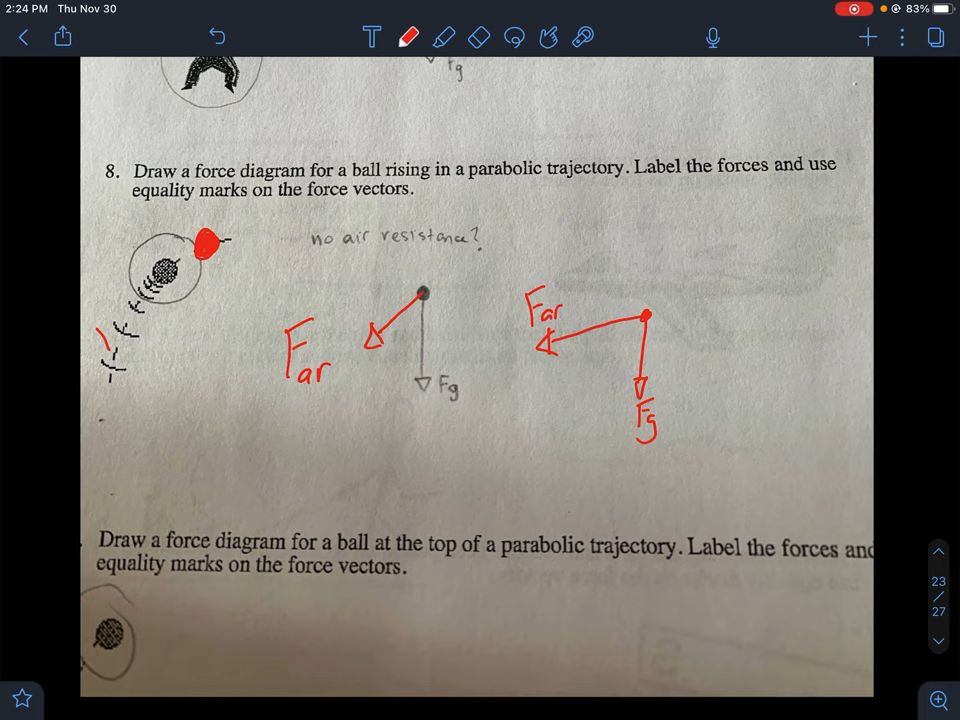 2:24 PM Thu Nov 30
83%
T
Fg
8. Draw a force diagram for a ball rising in a parabolic trajectory. Label the forces and use
equality marks on the force vectors.
no air resistance?
Far
Far
Fg
Fg
Draw a force diagram for a ball at the top of a parabolic trajectory. Label the forces and
equality marks on the force vectors.
23
/
27